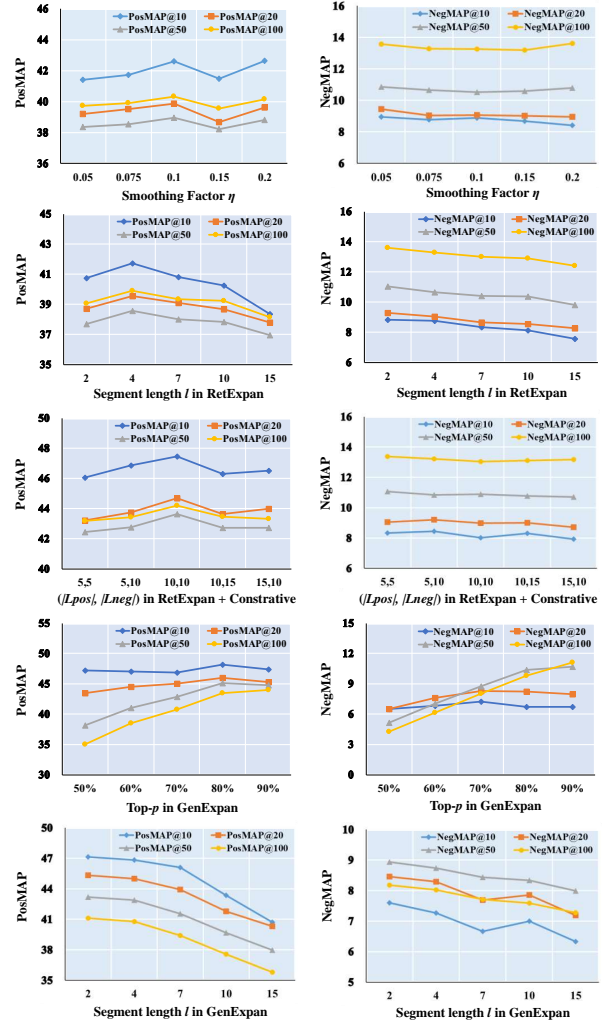 46
PosMAP@10 PosMAP@20
44
PosMAP@50 PosMAP@100
42
40
38
36
PosMAP
0.05 0.075 0.1 0.15 0.2
Smoothing Factor η
16
NegMAP@10 NegMAP@20
14
NegMAP@50 NegMAP@100
12
10
8
6
NegMAP
0.05 0.075 0.1 0.15 0.2
Smoothing Factor η
45
PosMAP@10 PosMAP@20
43
PosMAP@50 PosMAP@100
41
39
37
35
PosMAP
2 4 7 10 15
Segment length l in RetExpan
16
NegMAP@10 NegMAP@20
14
NegMAP@50 NegMAP@100
12
10
8
6
NegMAP
2 4 7 10 15
Segment length l in RetExpan
50
PosMAP@10 PosMAP@20
48
PosMAP@50 PosMAP@100
46
44
42
40
PosMAP
5,5 5,10 10,10 10,15 15,10
(|Lpos|, |Lneg|) in RetExpan + Constrative
16
NegMAP@10 NegMAP@20
14
NegMAP@50 NegMAP@100
12
10
8
6
NegMAP
5,5 5,10 10,10 10,15 15,10
(|Lpos|, |Lneg|) in RetExpan + Constrative
55
PosMAP@10 PosMAP@20
50
PosMAP@50 PosMAP@100
45
40
35
30
PosMAP
50% 60% 70% 80% 90%
Top-p in GenExpan
15
NegMAP@10 NegMAP@20
12
NegMAP@50 NegMAP@100
9
6
3
0
NegMAP
50% 60% 70% 80% 90%
Top-p in GenExpan
50
PosMAP@10 PosMAP@20
47
PosMAP@50 PosMAP@100
44
41
38
35
PosMAP
2 4 7 10 15
Segment length l in GenExpan
10
NegMAP@10 NegMAP@20
9
NegMAP@50 NegMAP@100
8
7
6
5
NegMAP
2 4 7 10 15
Segment length l in GenExpan